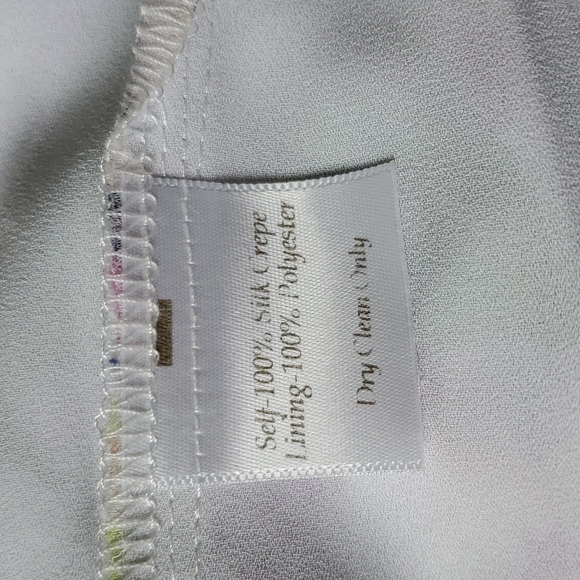 Self-100% Silk Crepe
Lining-100% Polyester
Dry Clean Only